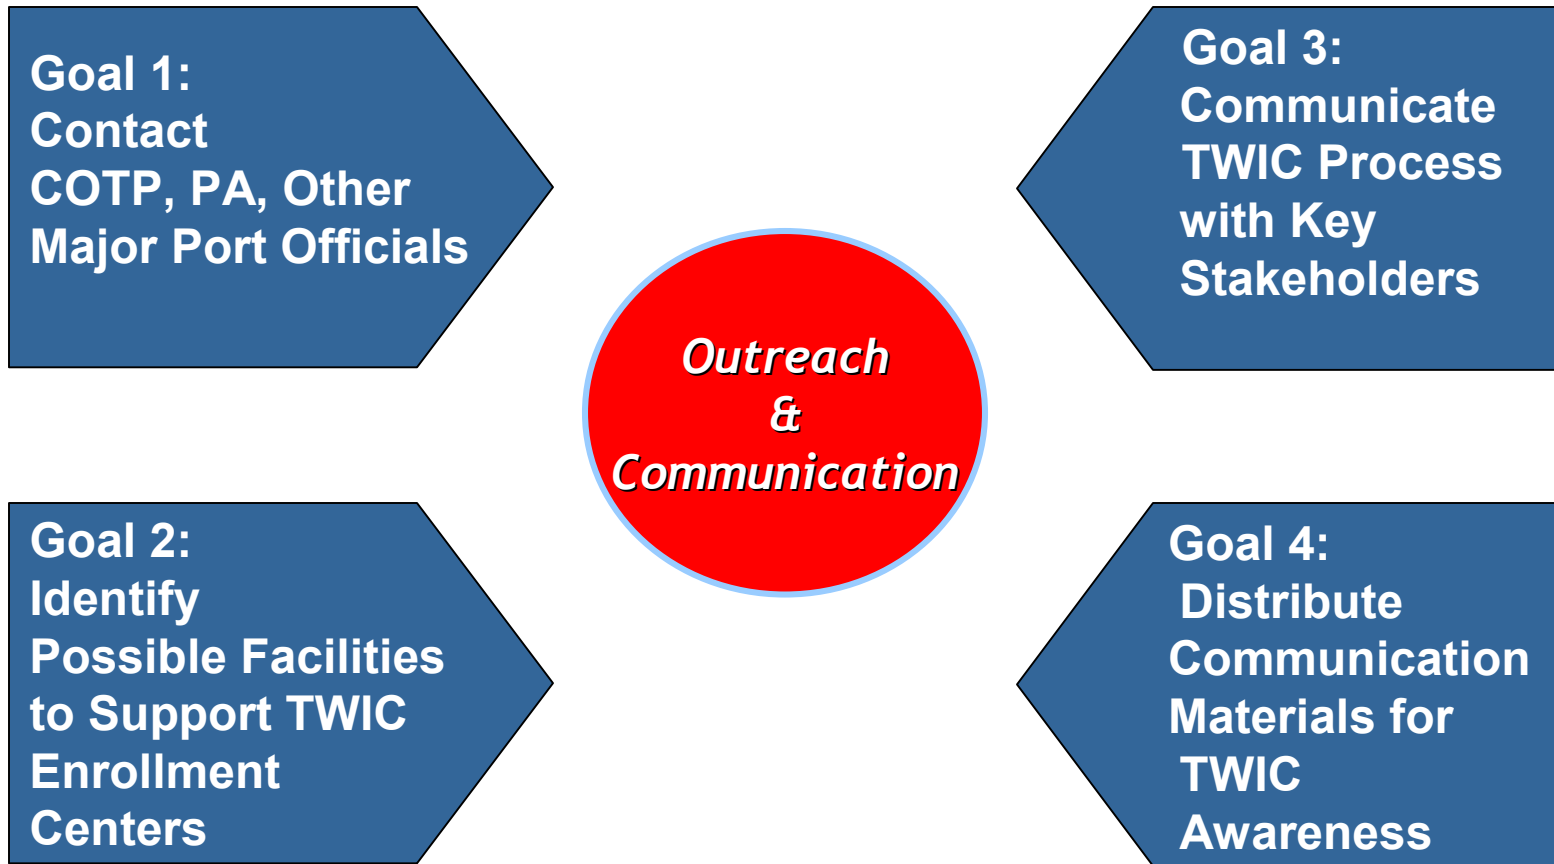 Goal 1:
Contact
COTP, PA, Other
Major Port Officials
Goal 2:
Identify
Possible Facilities
to Support TWIC
Enrollment
Centers
Outreach
&
Communication
Goal 3:
Communicate
TWIC Process
with Key
Stakeholders
Goal 4:
Distribute
Communication
Materials for
TWIC
Awareness